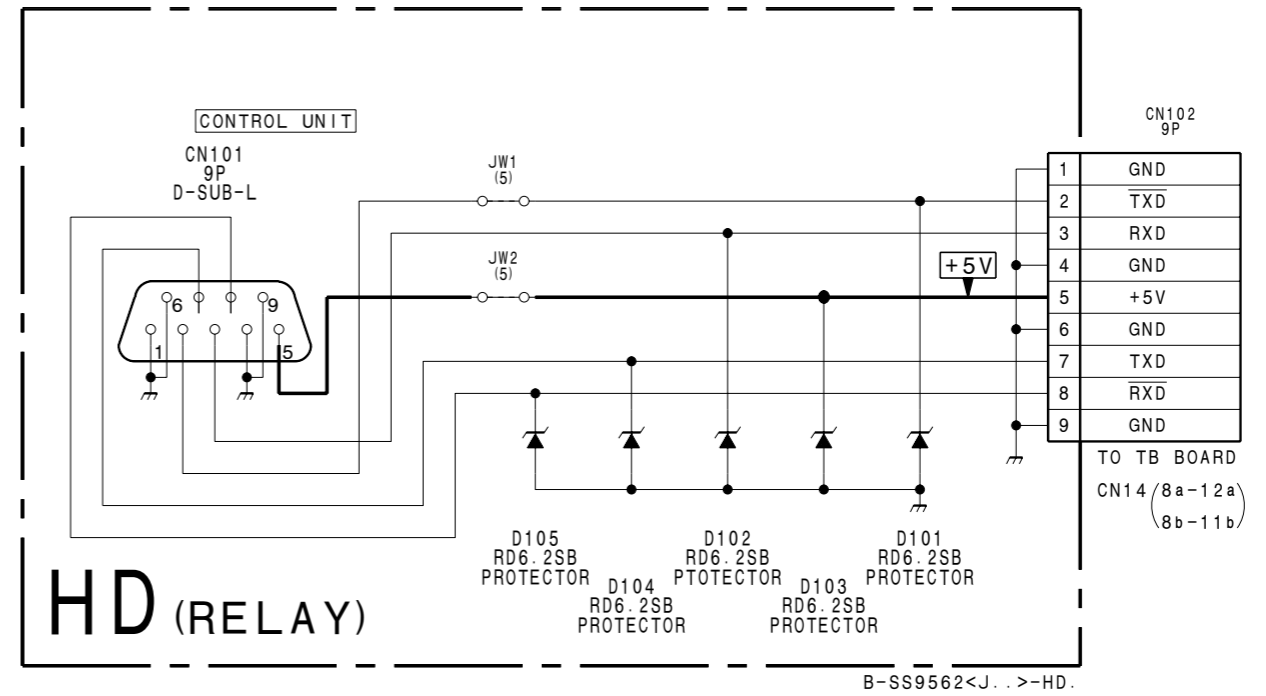 CONTROL UNIT
CN101
9P
D-SUB-L
6
9
1
5
JW1
(5)
JW2
(5)
+5V
CN102
9P
1 GND
2 T̅X̅D̅
3 RXD
4 GND
5 +5V
6 GND
7 TXD
8 R̅X̅D̅
9 GND
TO TB BOARD
CN14(8a-12a)
(8b-11b)
D105
RD6.2SB
PROTECTOR
D104
RD6.2SB
PROTECTOR
D102
RD6.2SB
PTOTECTOR
D103
RD6.2SB
PROTECTOR
D101
RD6.2SB
PROTECTOR
HD (RELAY)
B-SS9562<J..>-HD.